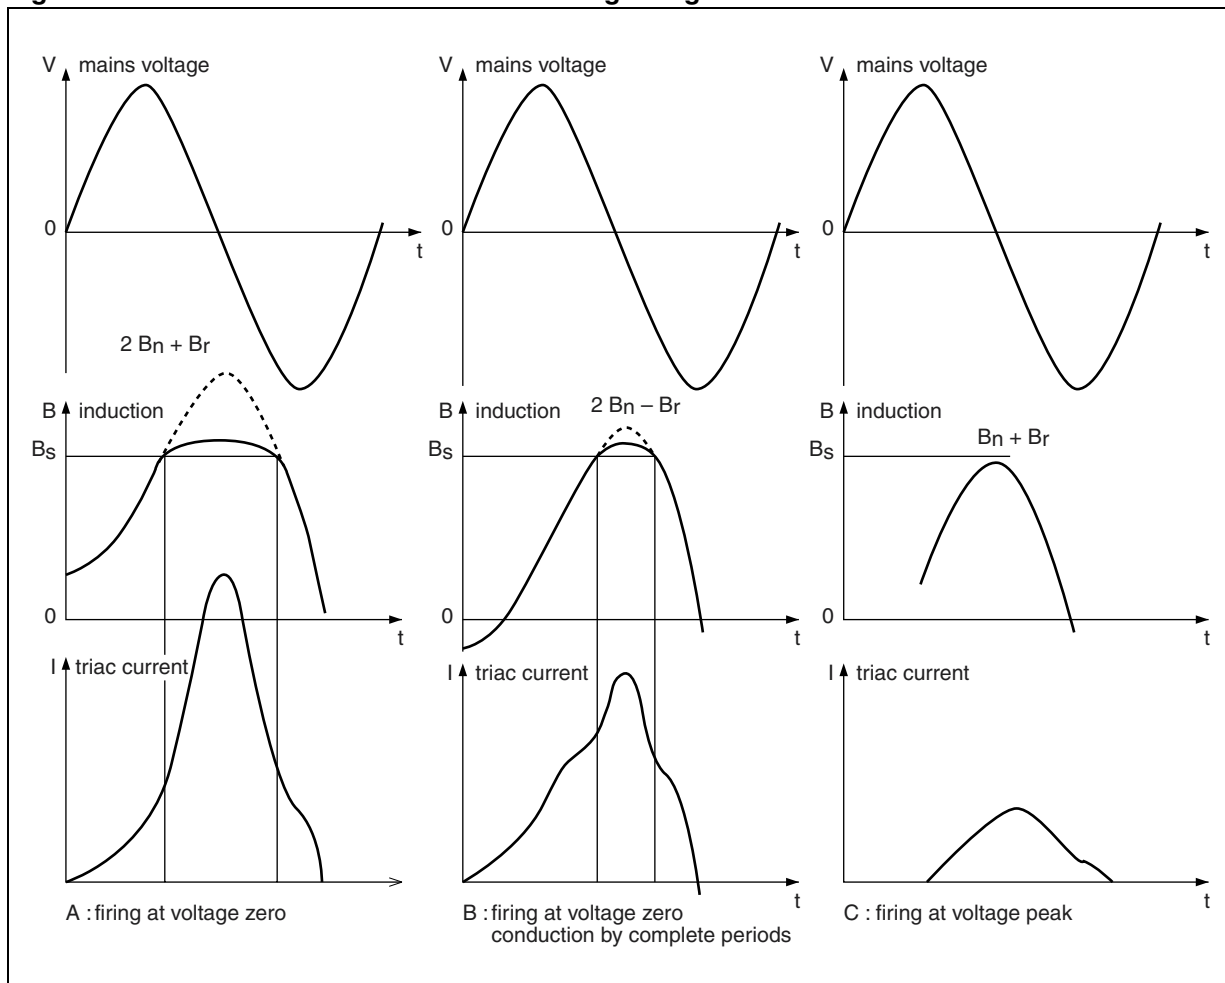 V mains voltage
0
t
2 Bn + Br
B induction
Bs
0
t
I triac current
A : firing at voltage zero
V mains voltage
0
t
B induction
2 Bn – Br
Bs
0
t
I triac current
t
B : firing at voltage zero
conduction by complete periods
V mains voltage
0
t
B induction
Bn + Br
Bs
0
t
I triac current
t
C : firing at voltage peak